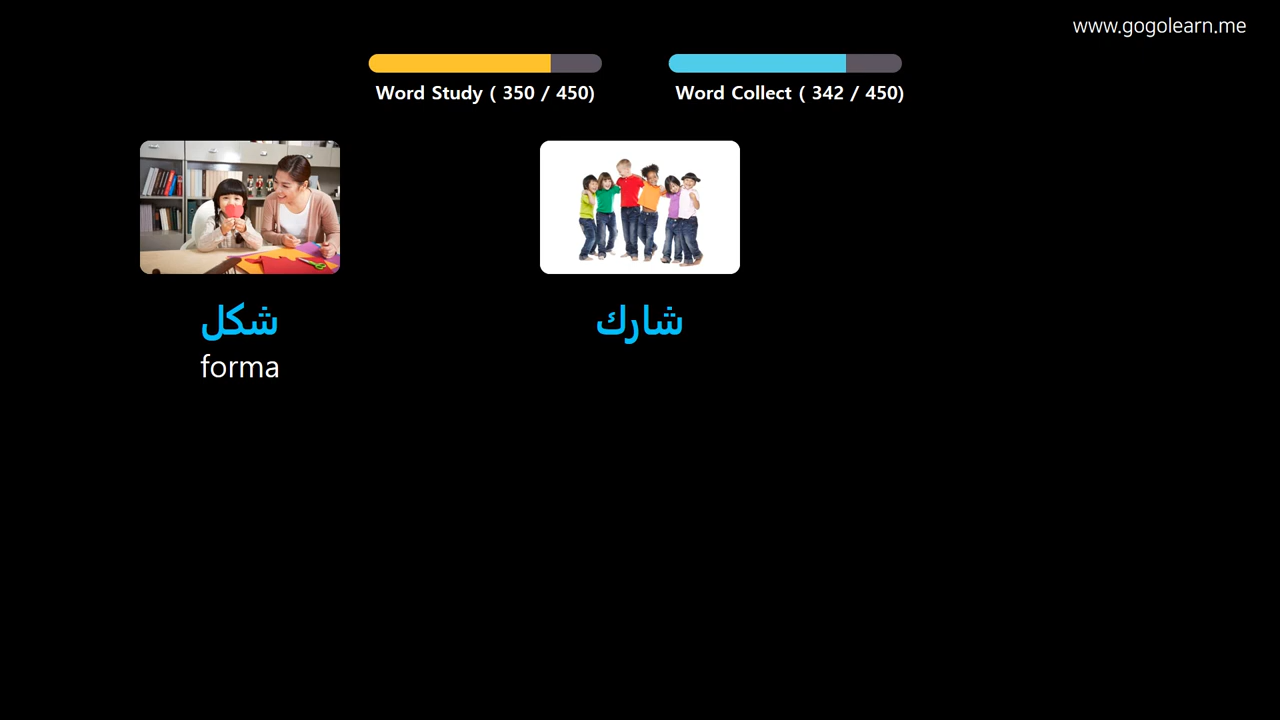 www.gogolearn.me
Word Study ( 350 / 450)
Word Collect ( 342 / 450)
شكل
forma
شارك